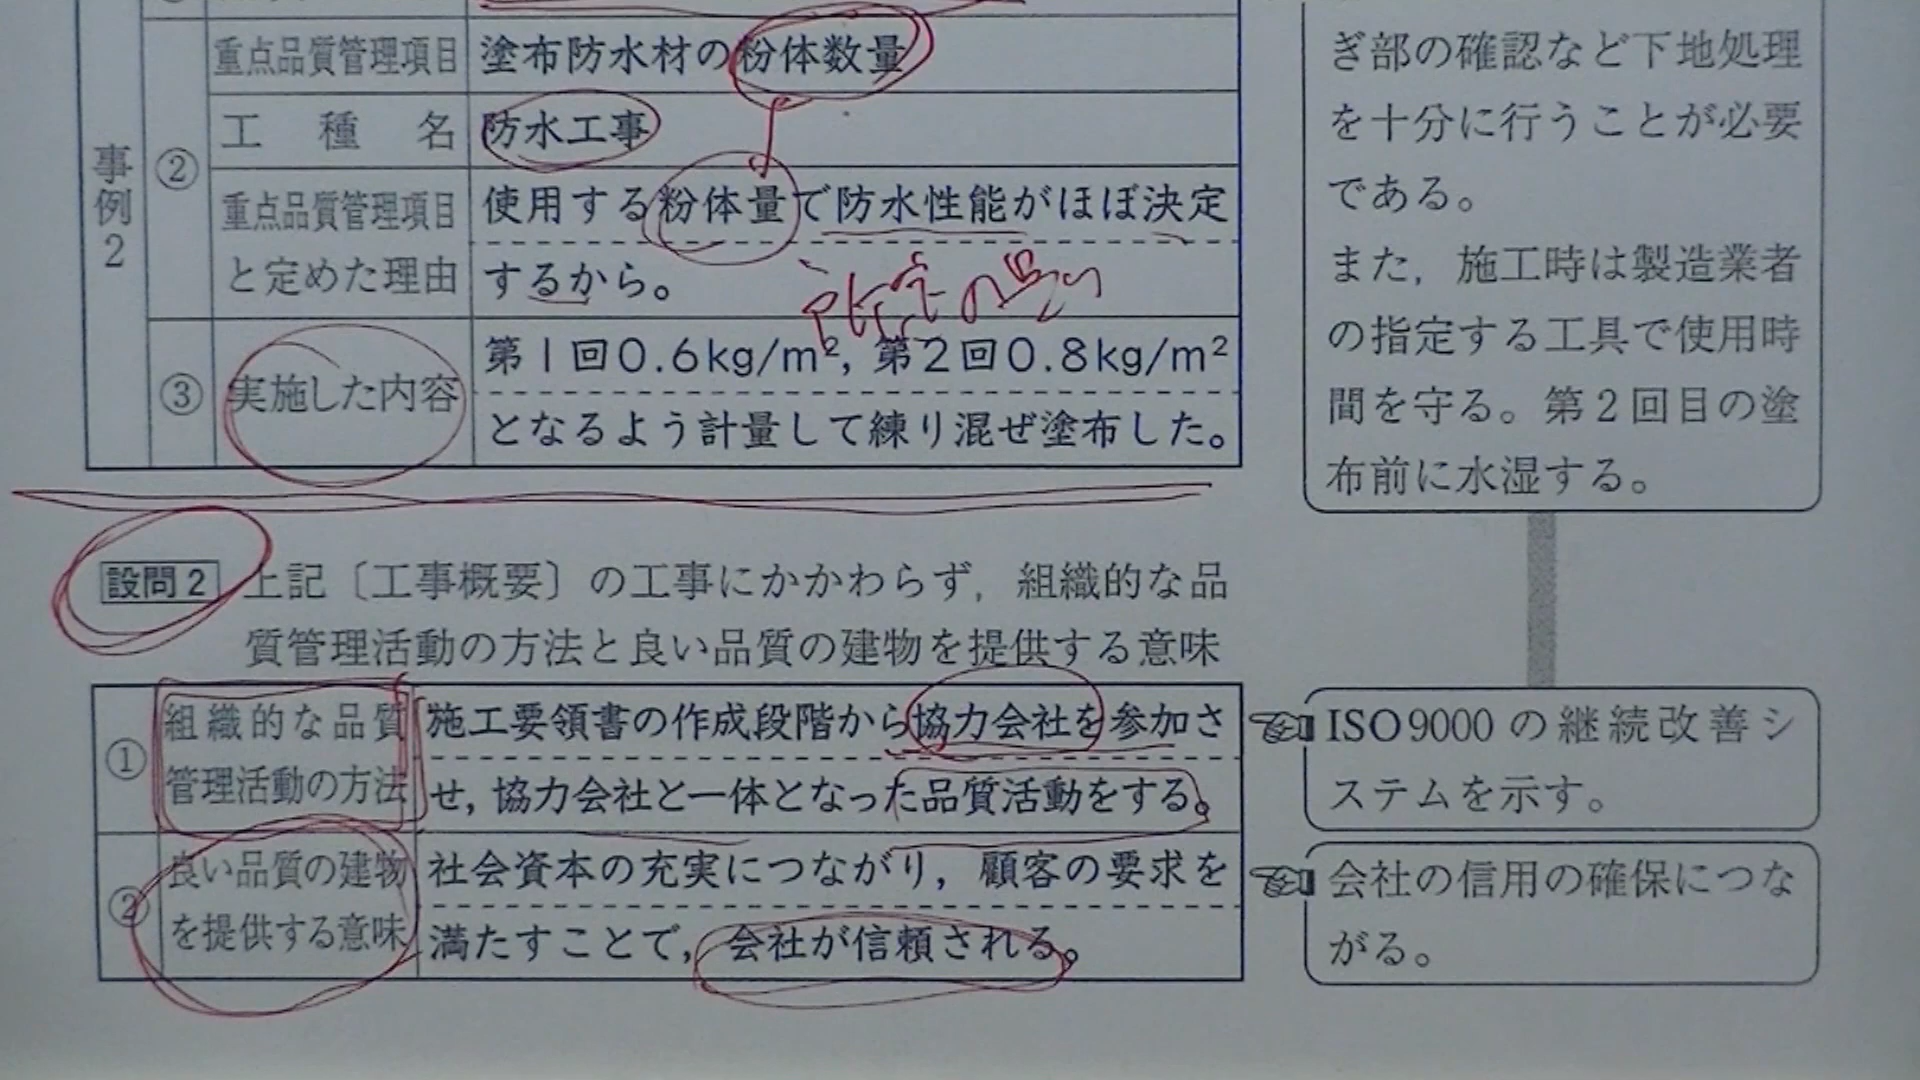 重点品質管理項目 塗布防水材の粉体数量
工種名 防水工事
事例2
②
重点品質管理項目 使用する粉体量で防水性能がほぼ決定
と定めた理由 するから。
③
実施した内容
第1回0.6kg/m², 第2回0.8kg/m²
となるよう計量して練り混ぜ塗布した。
設問2 上記〔工事概要〕の工事にかかわらず，組織的な品
質管理活動の方法と良い品質の建物を提供する意味
①
組織的な品質 施工要領書の作成段階から協力会社を参加さ
管理活動の方法 せ，協力会社と一体となった品質活動をする。
②
良い品質の建物 社会資本の充実につながり，顧客の要求を
を提供する意味 満たすことで，会社が信頼される。
ぎ部の確認など下地処理
を十分に行うことが必要
である。
また，施工時は製造業者
の指定する工具で使用時
間を守る。第2回目の塗
布前に水湿する。
ISO9000の継続改善シ
ステムを示す。
会社の信用の確保につな
がる。